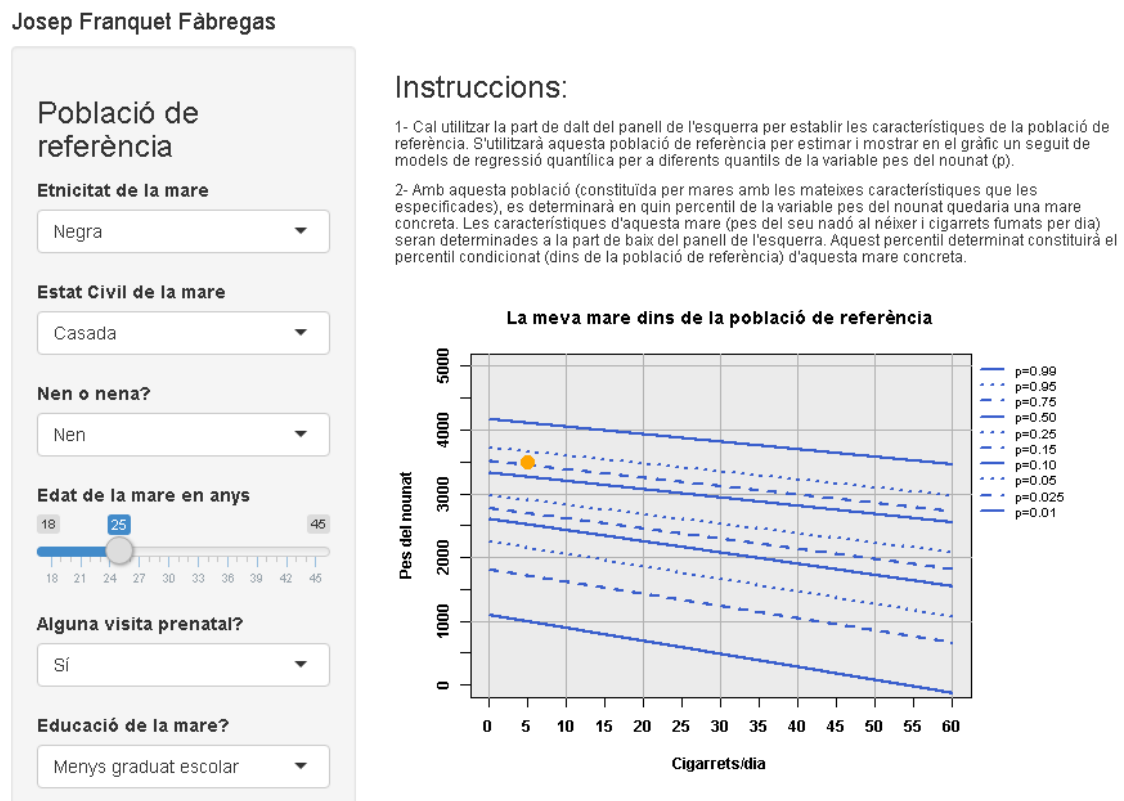 Josep Franquet Fàbregas
Població de
referència
Etnicitat de la mare
Negra
Estat Civil de la mare
Casada
Nen o nena?
Nen
Edat de la mare en anys
18 25 45
18 21 24 27 30 33 36 39 42 45
Alguna visita prenatal?
Sí
Educació de la mare?
Menys graduat escolar
Instruccions:
1- Cal utilitzar la part de dalt del panell de l'esquerra per establir les característiques de la població de
referència. S'utilitzarà aquesta població de referència per estimar i mostrar en el gràfic un seguit de
models de regressió quantílica per a diferents quantils de la variable pes del nounat (p).
2- Amb aquesta població (constituïda per mares amb les mateixes característiques que les
especificades), es determinarà en quin percentil de la variable pes del nounat quedaria una mare
concreta. Les característiques d'aquesta mare (pes del seu nadó al néixer i cigarrets fumats per dia)
seran determinades a la part de baix del panell de l'esquerra. Aquest percentil determinat constituirà el
percentil condicionat (dins de la població de referència) d'aquesta mare concreta.
La meva mare dins de la població de referència
Pes del nounat
5000
4000
3000
2000
1000
0
0 5 10 15 20 25 30 35 40 45 50 55 60
Cigarrets/dia
p=0.99
p=0.95
p=0.75
p=0.50
p=0.25
p=0.15
p=0.10
p=0.05
p=0.025
p=0.01